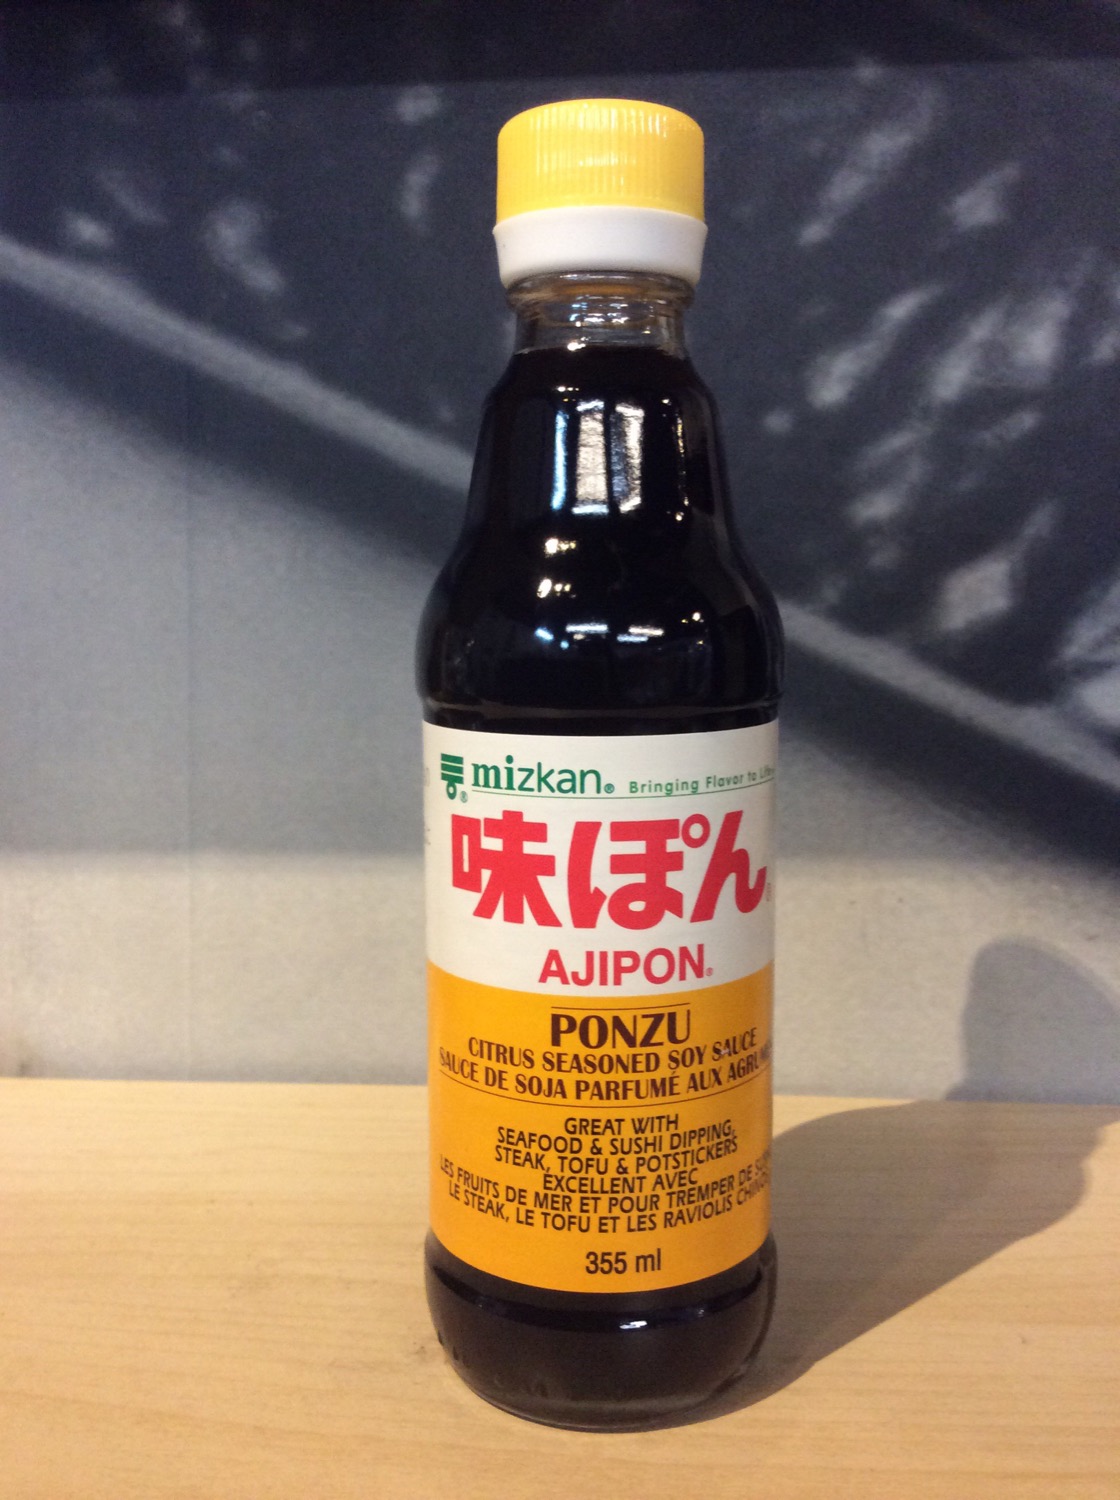 mizkan® Bringing Flavor to
味ぽん
AJIPON®
PONZU
CITRUS SEASONED SOY SAUCE
SAUCE DE SOJA PARFUMÉ AUX
GREAT WITH
SEAFOOD & SUSHI DIPPING,
STEAK, TOFU & POTSTICKERS
EXCELLENT AVEC
LES FRUITS DE MER ET POUR TREMPER DE
LE STEAK, LE TOFU ET LES RAVIOLIS
355 ml